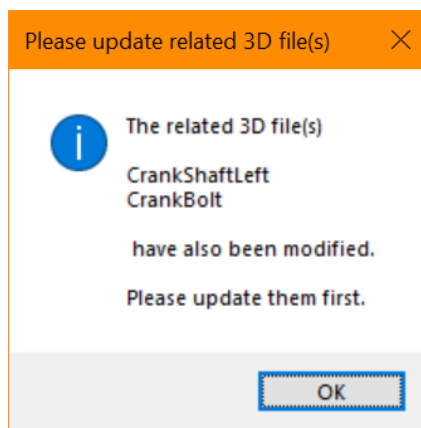 Please update related 3D file(s)
The related 3D file(s)
CrankShaftLeft
CrankBolt
have also been modified.
Please update them first.
OK